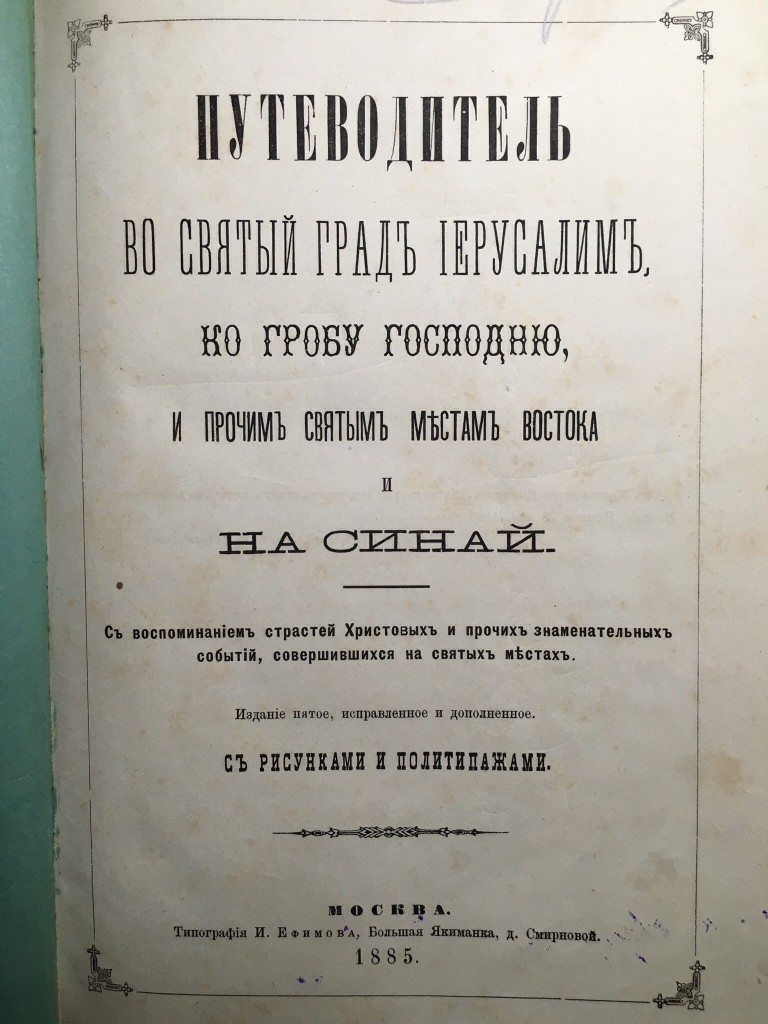 ПУТЕВОДИТЕЛЬ
ВО СВЯТЫЙ ГРАДЪ ІЕРУСАЛИМЪ,
КО ГРОБУ ГОСПОДНЮ,
И ПРОЧИМЪ СВЯТЫМЪ МѢСТАМЪ ВОСТОКА
И
НА СИНАЙ.
Съ воспоминаніемъ страстей Христовыхъ и прочихъ знаменательныхъ
событій, совершившихся на святыхъ мѣстахъ.
Изданіе пятое, исправленное и дополненное.
СЪ РИСУНКАМИ И ПОЛИТИПАЖАМИ.
МОСКВА.
Типографія И. Ефимова, Большая Якиманка, д. Смирновой.
1885.